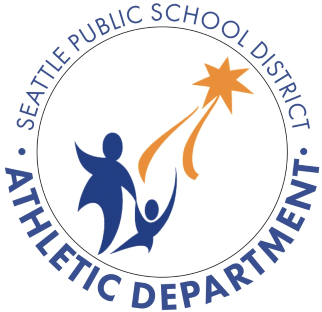 SEATTLE PUBLIC SCHOOL DISTRICT
• ATHLETIC DEPARTMENT •